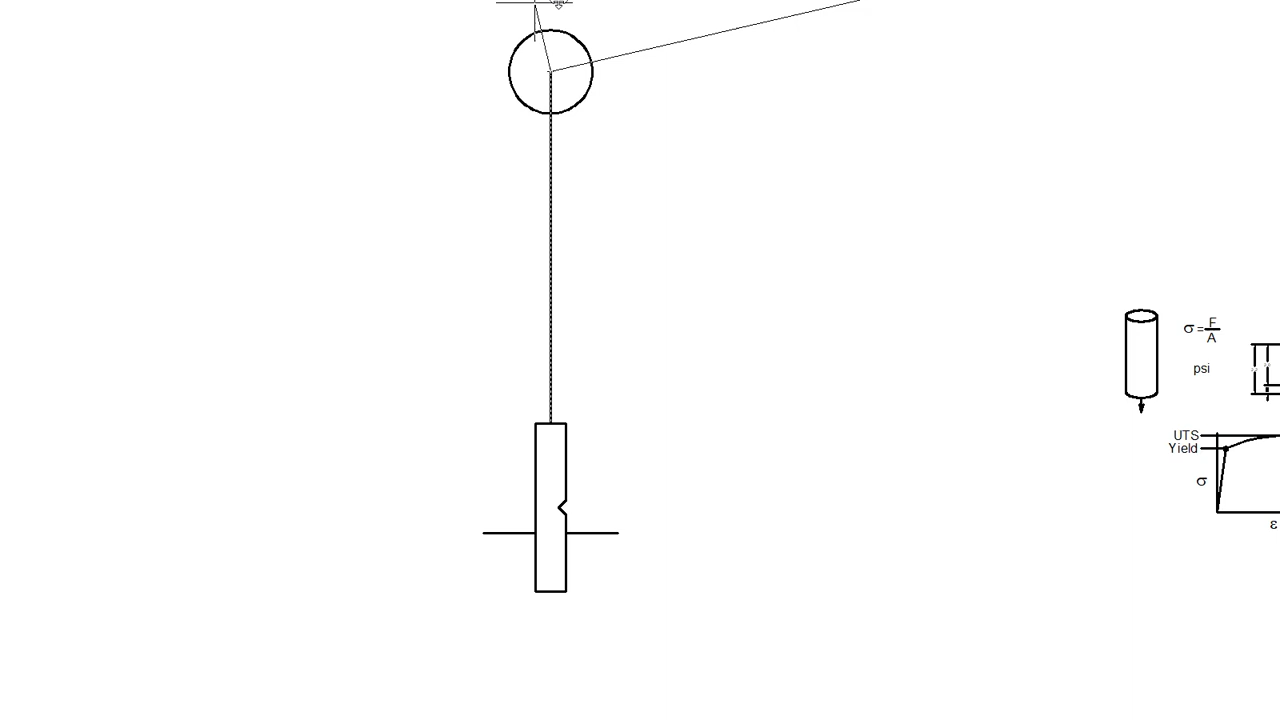 σ = F/A
psi
UTS
Yield
σ
ε